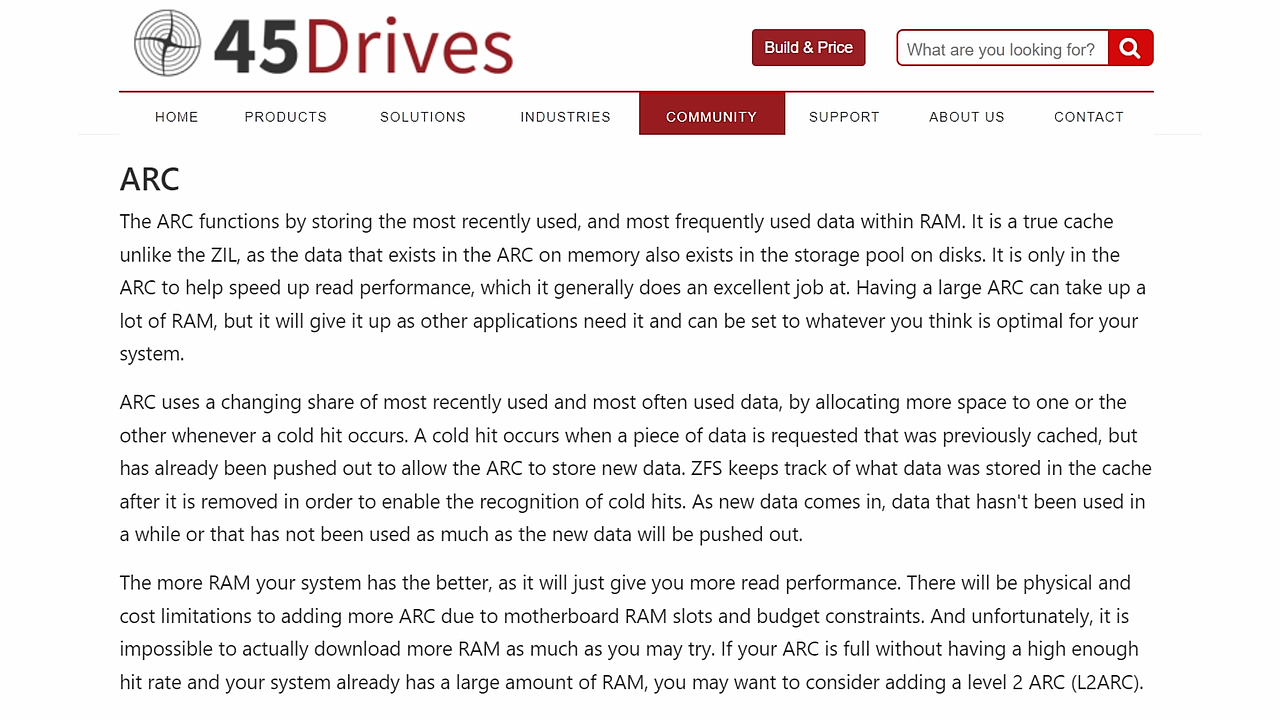 45Drives
Build & Price
What are you looking for?
HOME PRODUCTS SOLUTIONS INDUSTRIES COMMUNITY SUPPORT ABOUT US CONTACT
ARC
The ARC functions by storing the most recently used, and most frequently used data within RAM. It is a true cache
unlike the ZIL, as the data that exists in the ARC on memory also exists in the storage pool on disks. It is only in the
ARC to help speed up read performance, which it generally does an excellent job at. Having a large ARC can take up a
lot of RAM, but it will give it up as other applications need it and can be set to whatever you think is optimal for your
system.
ARC uses a changing share of most recently used and most often used data, by allocating more space to one or the
other whenever a cold hit occurs. A cold hit occurs when a piece of data is requested that was previously cached, but
has already been pushed out to allow the ARC to store new data. ZFS keeps track of what data was stored in the cache
after it is removed in order to enable the recognition of cold hits. As new data comes in, data that hasn't been used in
a while or that has not been used as much as the new data will be pushed out.
The more RAM your system has the better, as it will just give you more read performance. There will be physical and
cost limitations to adding more ARC due to motherboard RAM slots and budget constraints. And unfortunately, it is
impossible to actually download more RAM as much as you may try. If your ARC is full without having a high enough
hit rate and your system already has a large amount of RAM, you may want to consider adding a level 2 ARC (L2ARC).